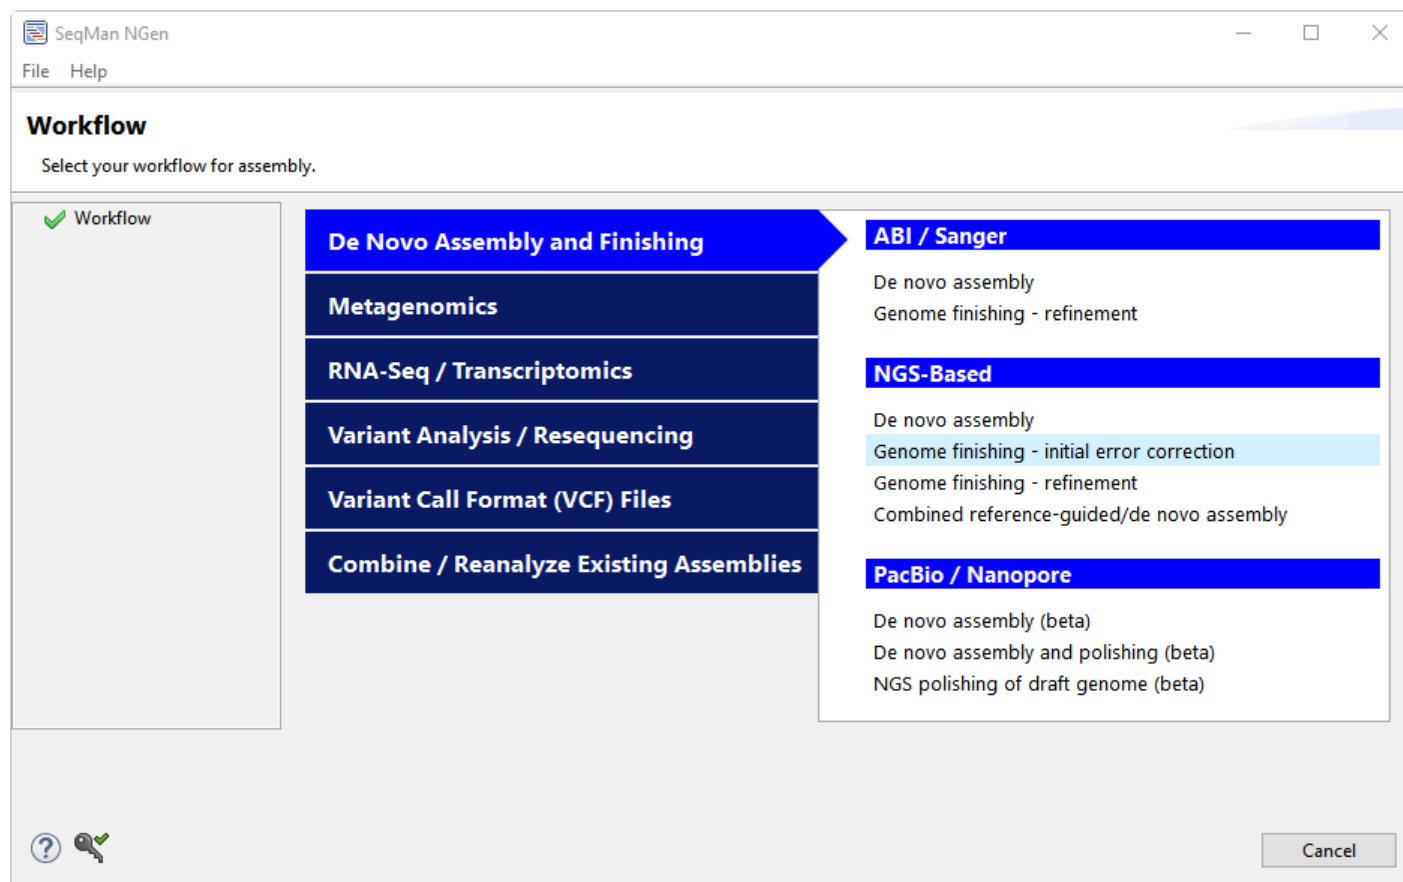 SeqMan NGen
File Help
Workflow
Select your workflow for assembly.
Workflow
De Novo Assembly and Finishing
Metagenomics
RNA-Seq / Transcriptomics
Variant Analysis / Resequencing
Variant Call Format (VCF) Files
Combine / Reanalyze Existing Assemblies
ABI / Sanger
De novo assembly
Genome finishing - refinement
NGS-Based
De novo assembly
Genome finishing - initial error correction
Genome finishing - refinement
Combined reference-guided/de novo assembly
PacBio / Nanopore
De novo assembly (beta)
De novo assembly and polishing (beta)
NGS polishing of draft genome (beta)
?
Cancel